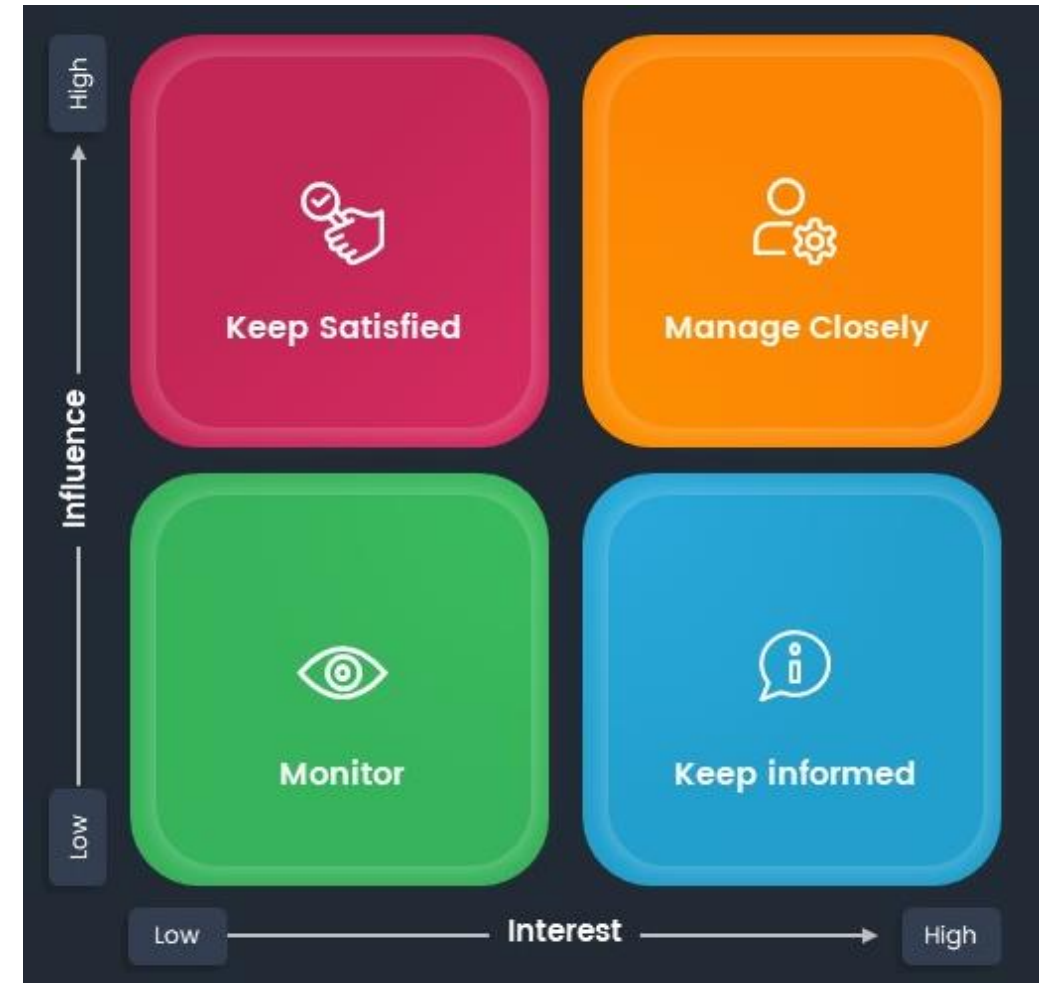 High
Keep Satisfied
Manage Closely
Influence
Monitor
Keep informed
Low
Low
Interest
High